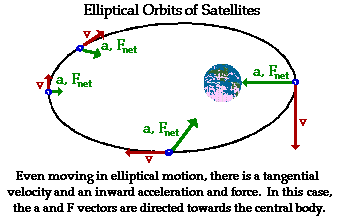 Elliptical Orbits of Satellites
v
a, Fnet
a, Fnet
v
a, Fnet
v
a, Fnet
v
Even moving in elliptical motion, there is a tangential
velocity and an inward acceleration and force. In this case,
the a and F vectors are directed towards the central body.